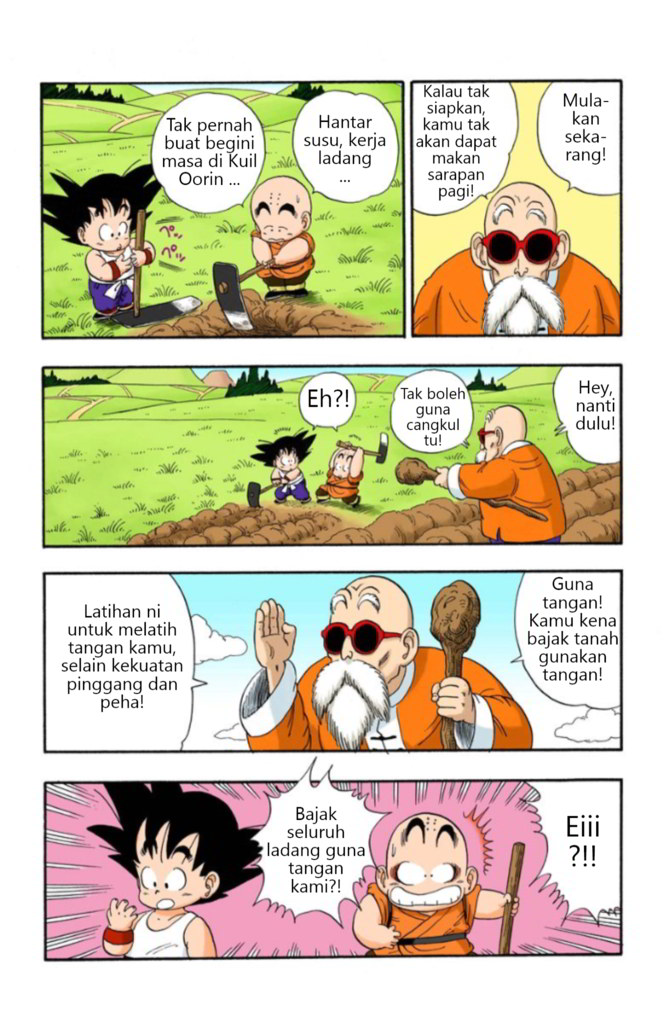 Mula-
kan
seka-
rang!
Kalau tak
siapkan,
kamu tak
akan dapat
makan
sarapan
pagi!
Hantar
susu, kerja
ladang
...
Tak pernah
buat begini
masa di Kuil
Oorin ...
Hey,
nanti
dulu!
Tak boleh
guna
cangkul
tu!
Eh?!
Guna
tangan!
Kamu kena
bajak tanah
gunakan
tangan!
Latihan ni
untuk melatih
tangan kamu,
selain kekuatan
pinggang dan
peha!
Eiii
?!!
Bajak
seluruh
ladang guna
tangan
kami?!